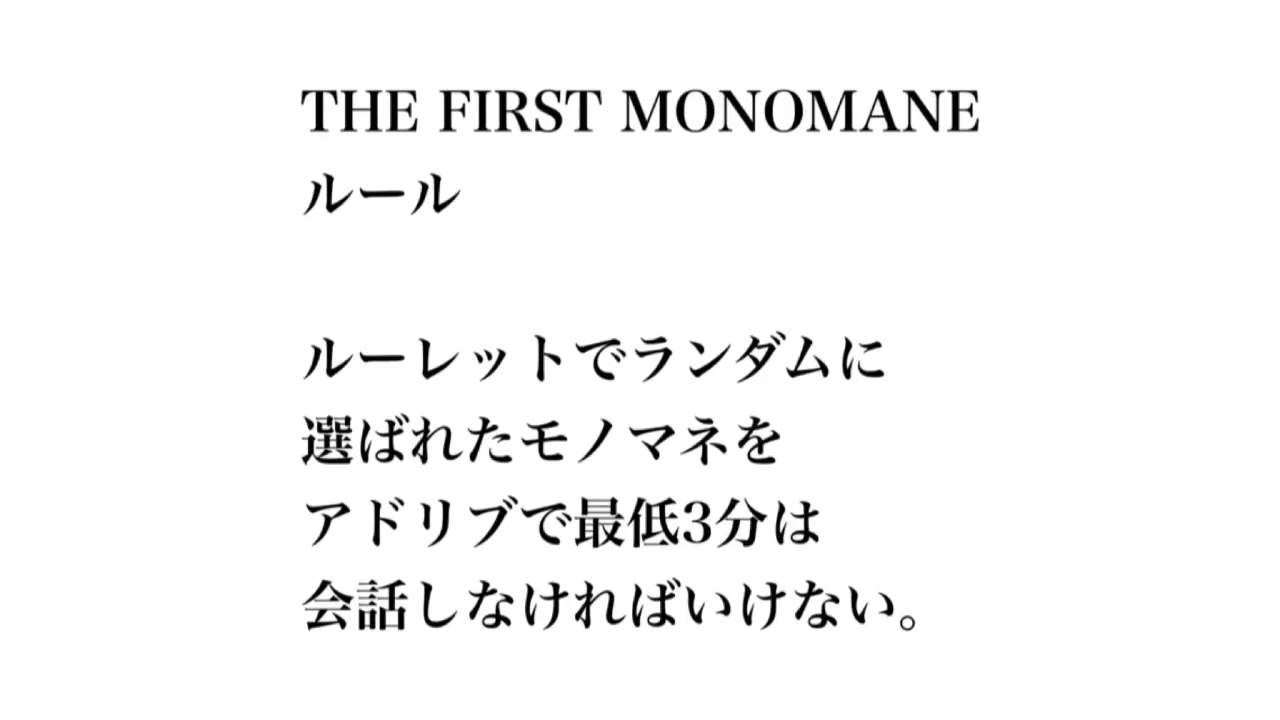 THE FIRST MONOMANE
ルール
ルーレットでランダムに
選ばれたモノマネを
アドリブで最低3分は
会話しなければいけない。